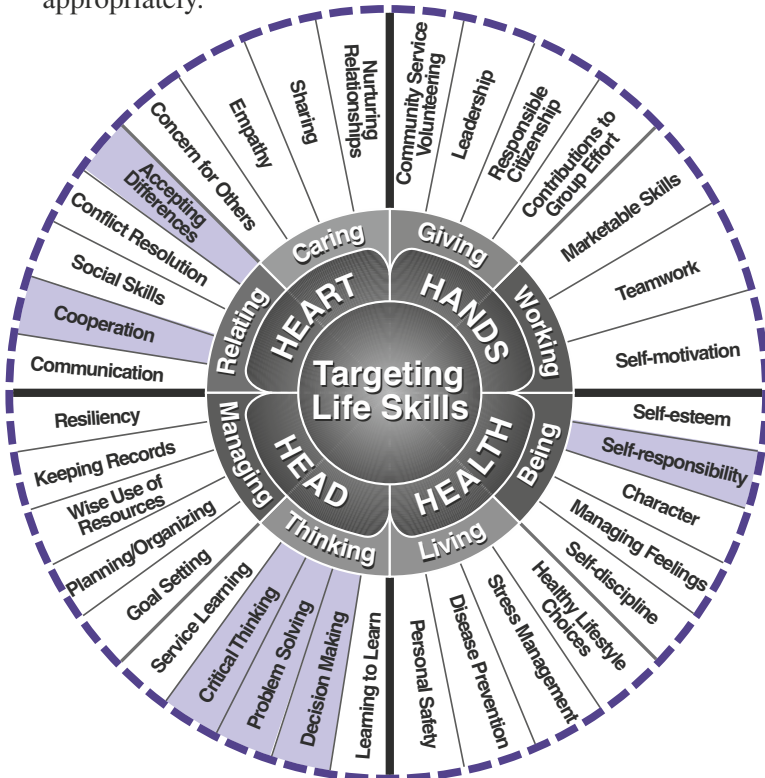 appropriately.
Nurturing
Relationships
Sharing
Empathy
Concern for Others
Accepting
Differences
Conflict Resolution
Social Skills
Cooperation
Communication
Community Service
Volunteering
Leadership
Responsible
Citizenship
Contributions to
Group Effort
Marketable Skills
Teamwork
Self-motivation
Caring
Giving
Relating
HEART
HANDS
Working
Targeting
Life Skills
Managing
HEAD
HEALTH
Being
Thinking
Living
Resiliency
Keeping Records
Wise Use of
Resources
Planning/Organizing
Goal Setting
Service Learning
Critical Thinking
Problem Solving
Decision Making
Learning to Learn
Self-esteem
Self-responsibility
Character
Managing Feelings
Self-discipline
Healthy Lifestyle
Choices
Stress Management
Disease Prevention
Personal Safety